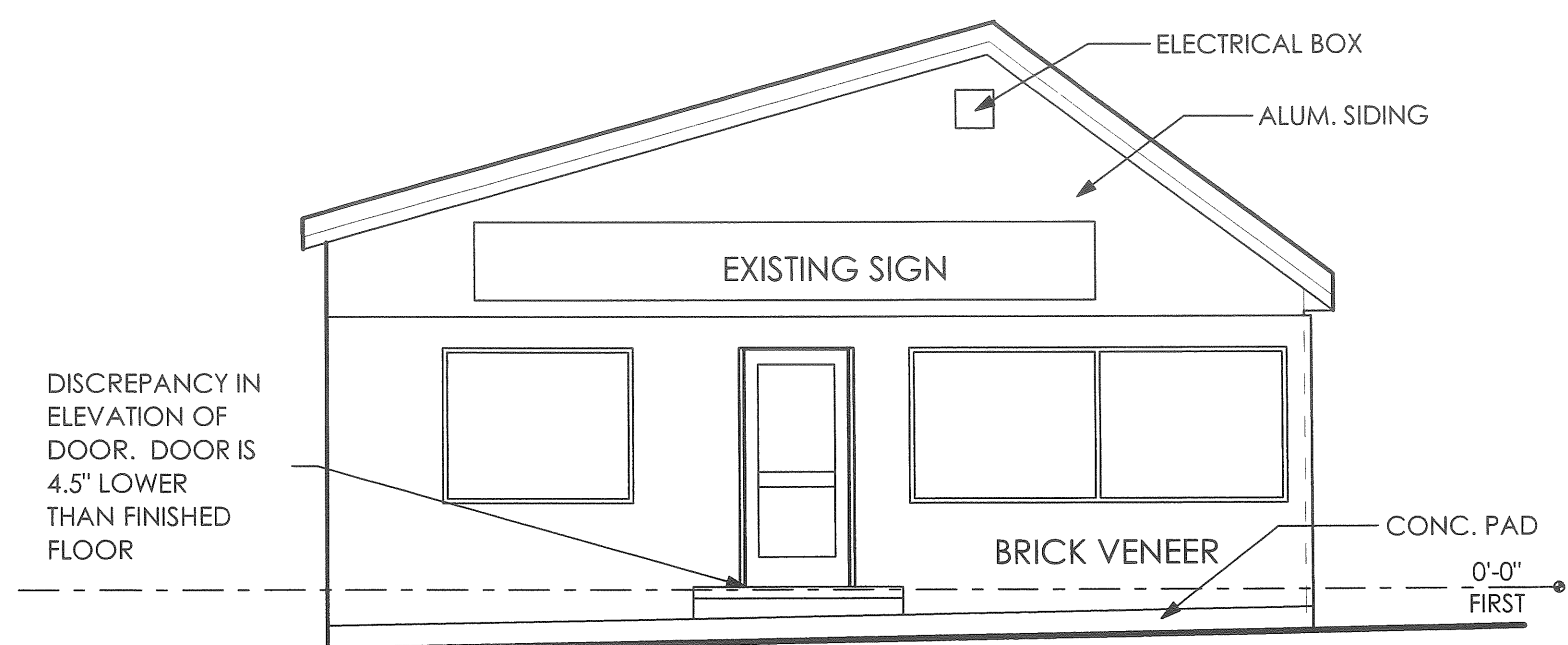 ELECTRICAL BOX
ALUM. SIDING
EXISTING SIGN
DISCREPANCY IN
ELEVATION OF
DOOR. DOOR IS
4.5" LOWER
THAN FINISHED
FLOOR
CONC. PAD
BRICK VENEER
0'-0"
FIRST